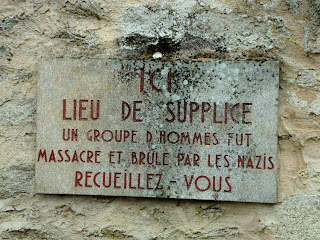 ICI
LIEU DE SUPPLICE
UN GROUPE D'HOMMES FUT
MASSACRE ET BRULE PAR LES NAZIS
RECUEILLEZ-VOUS